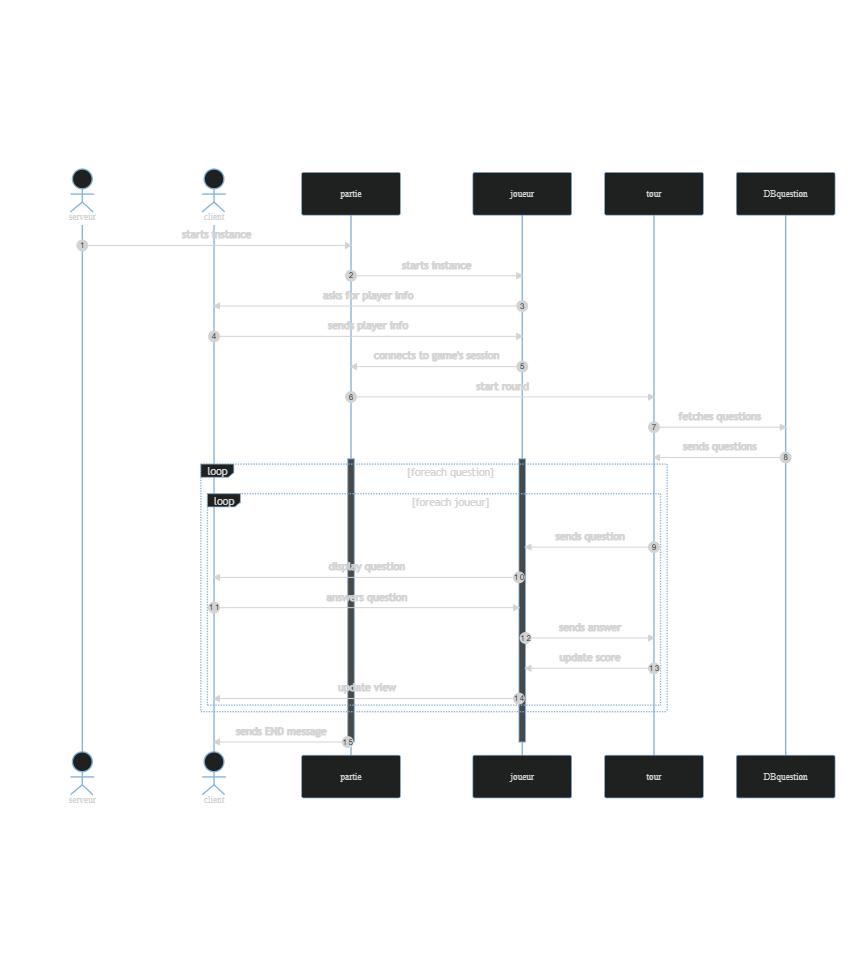 partie
joueur
tour
DBquestion
serveur
client
starts instance
1
starts instance
2
asks for player info
3
sends player info
4
connects to game's session
5
start round
6
fetches questions
7
sends questions
8
loop
[foreach question]
loop
[foreach joueur]
sends question
9
display question
10
answers question
11
sends answer
12
update score
13
update view
14
sends END message
15
partie
joueur
tour
DBquestion
serveur
client